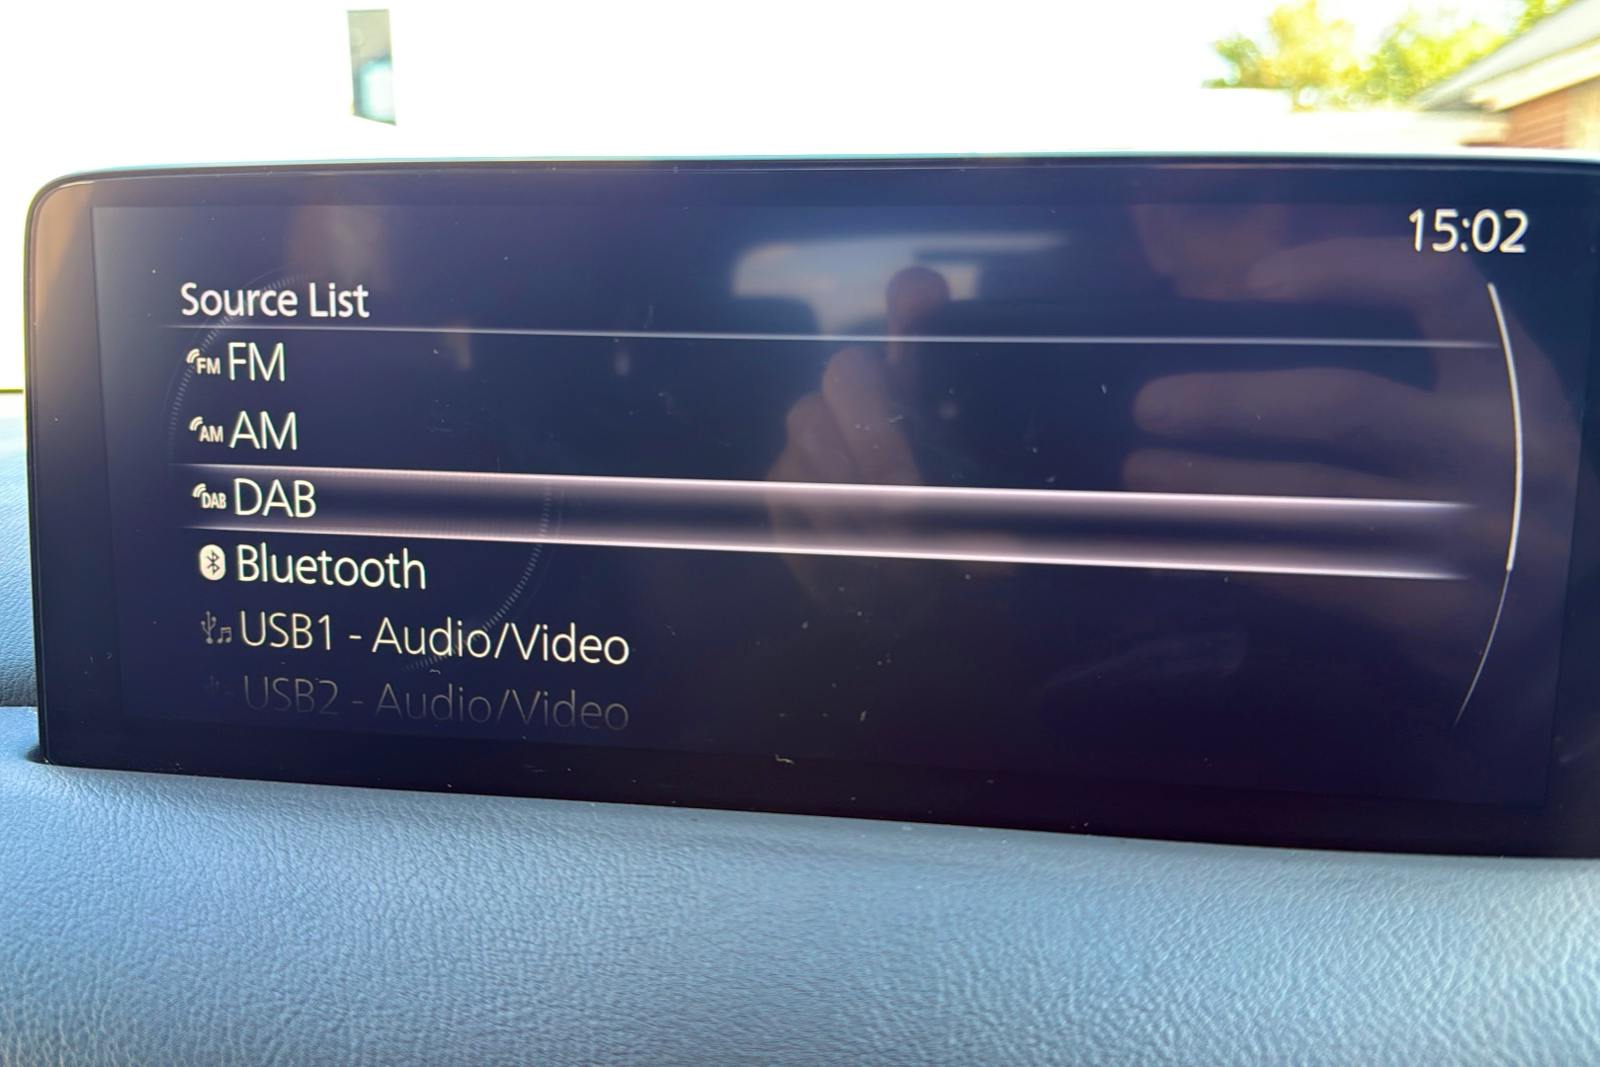 15:02
Source List
FM FM
AM AM
DAB DAB
Bluetooth
USB1 - Audio/Video
USB2 - Audio/Video